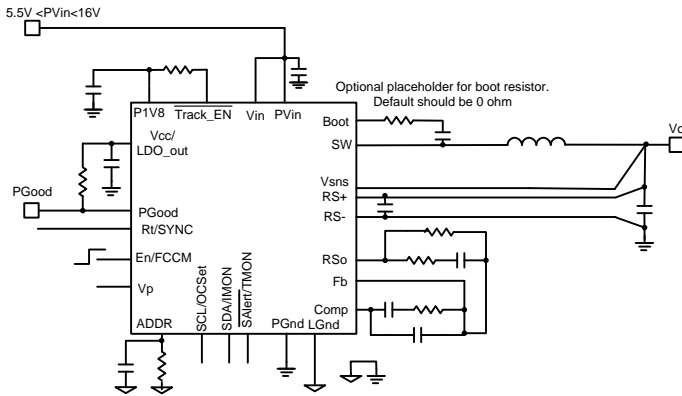 5.5V <PVin<16V
Optional placeholder for boot resistor.
Default should be 0 ohm
P1V8
Track_EN
Vin
PVin
Boot
Vcc/
LDO_out
SW
Vo
Vsns
RS+
PGood
PGood
RS-
Rt/SYNC
En/FCCM
RSo
Fb
Vp
Comp
ADDR
SCL/OCSet
SDA/IMON
SAlert/TMON
PGnd
LGnd